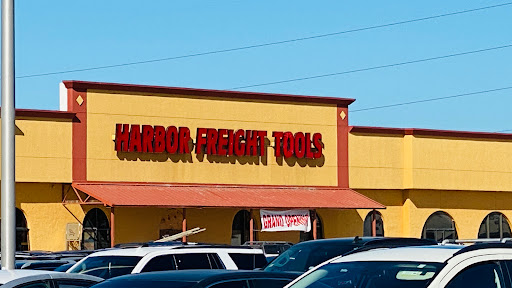 HARBOR FREIGHT TOOLS
GRAND OPENING